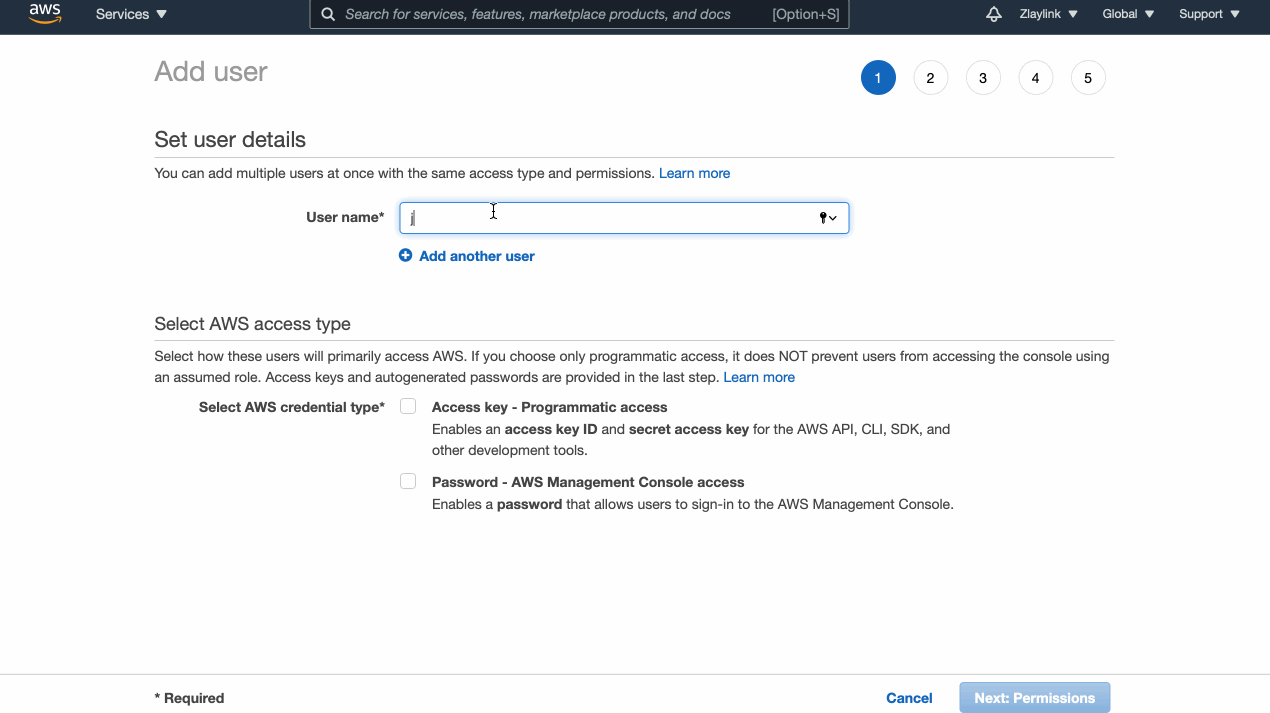 aws Services Search for services, features, marketplace products, and docs [Option+S] Zlaylink Global Support
Add user 1 2 3 4 5
Set user details
You can add multiple users at once with the same access type and permissions. Learn more
User name* j
Add another user
Select AWS access type
Select how these users will primarily access AWS. If you choose only programmatic access, it does NOT prevent users from accessing the console using
an assumed role. Access keys and autogenerated passwords are provided in the last step. Learn more
Select AWS credential type* Access key - Programmatic access
Enables an access key ID and secret access key for the AWS API, CLI, SDK, and
other development tools.
Password - AWS Management Console access
Enables a password that allows users to sign-in to the AWS Management Console.
* Required Cancel Next: Permissions